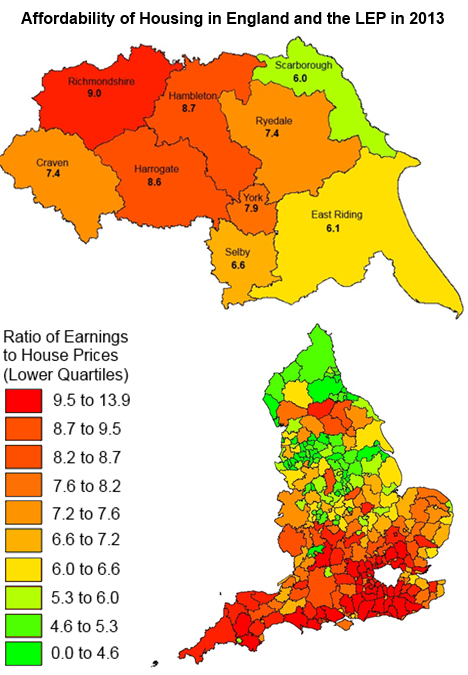 Affordability of Housing in England and the LEP in 2013
Scarborough
6.0
Richmondshire
9.0
Hambleton
8.7
Ryedale
7.4
Craven
7.4
Harrogate
8.6
York
7.9
East Riding
6.1
Selby
6.6
Ratio of Earnings
to House Prices
(Lower Quartiles)
9.5 to 13.9
8.7 to 9.5
8.2 to 8.7
7.6 to 8.2
7.2 to 7.6
6.6 to 7.2
6.0 to 6.6
5.3 to 6.0
4.6 to 5.3
0.0 to 4.6